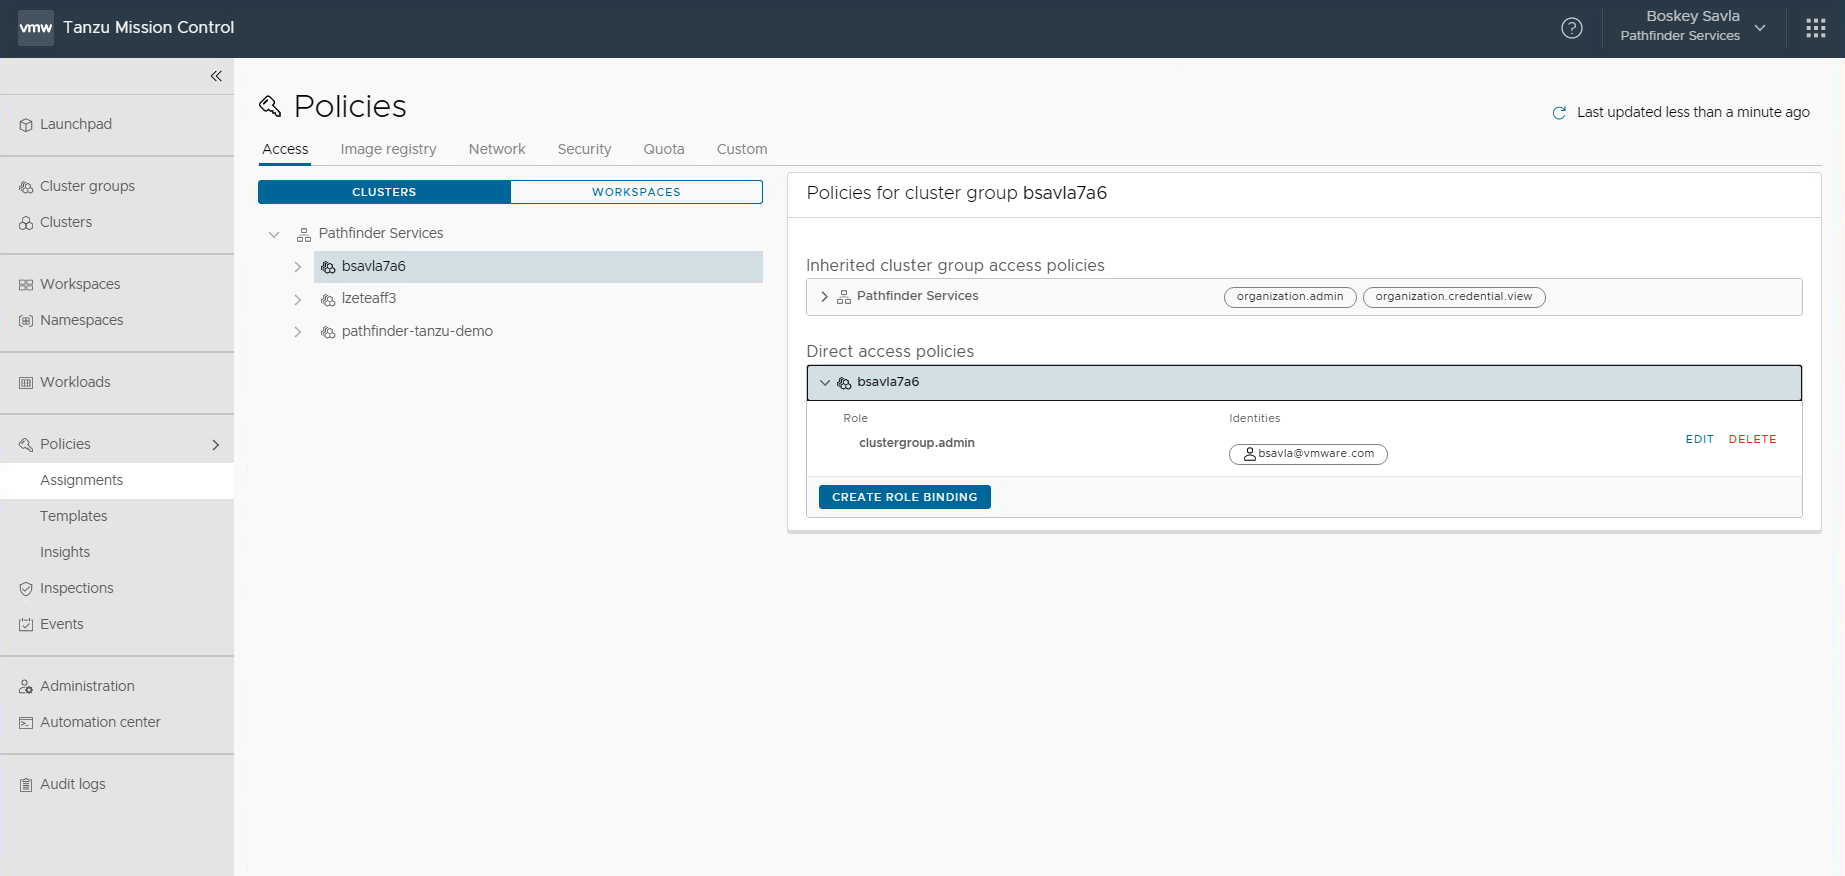 vmw Tanzu Mission Control
Boskey Savla
Pathfinder Services
Launchpad
Cluster groups
Clusters
Workspaces
Namespaces
Workloads
Policies
Assignments
Templates
Insights
Inspections
Events
Administration
Automation center
Audit logs
Policies
Last updated less than a minute ago
Access Image registry Network Security Quota Custom
CLUSTERS WORKSPACES
Pathfinder Services
bsavla7a6
lzeteaff3
pathfinder-tanzu-demo
Policies for cluster group bsavla7a6
Inherited cluster group access policies
Pathfinder Services organization.admin organization.credential.view
Direct access policies
bsavla7a6
Role Identities
clustergroup.admin bsavla@vmware.com EDIT DELETE
CREATE ROLE BINDING